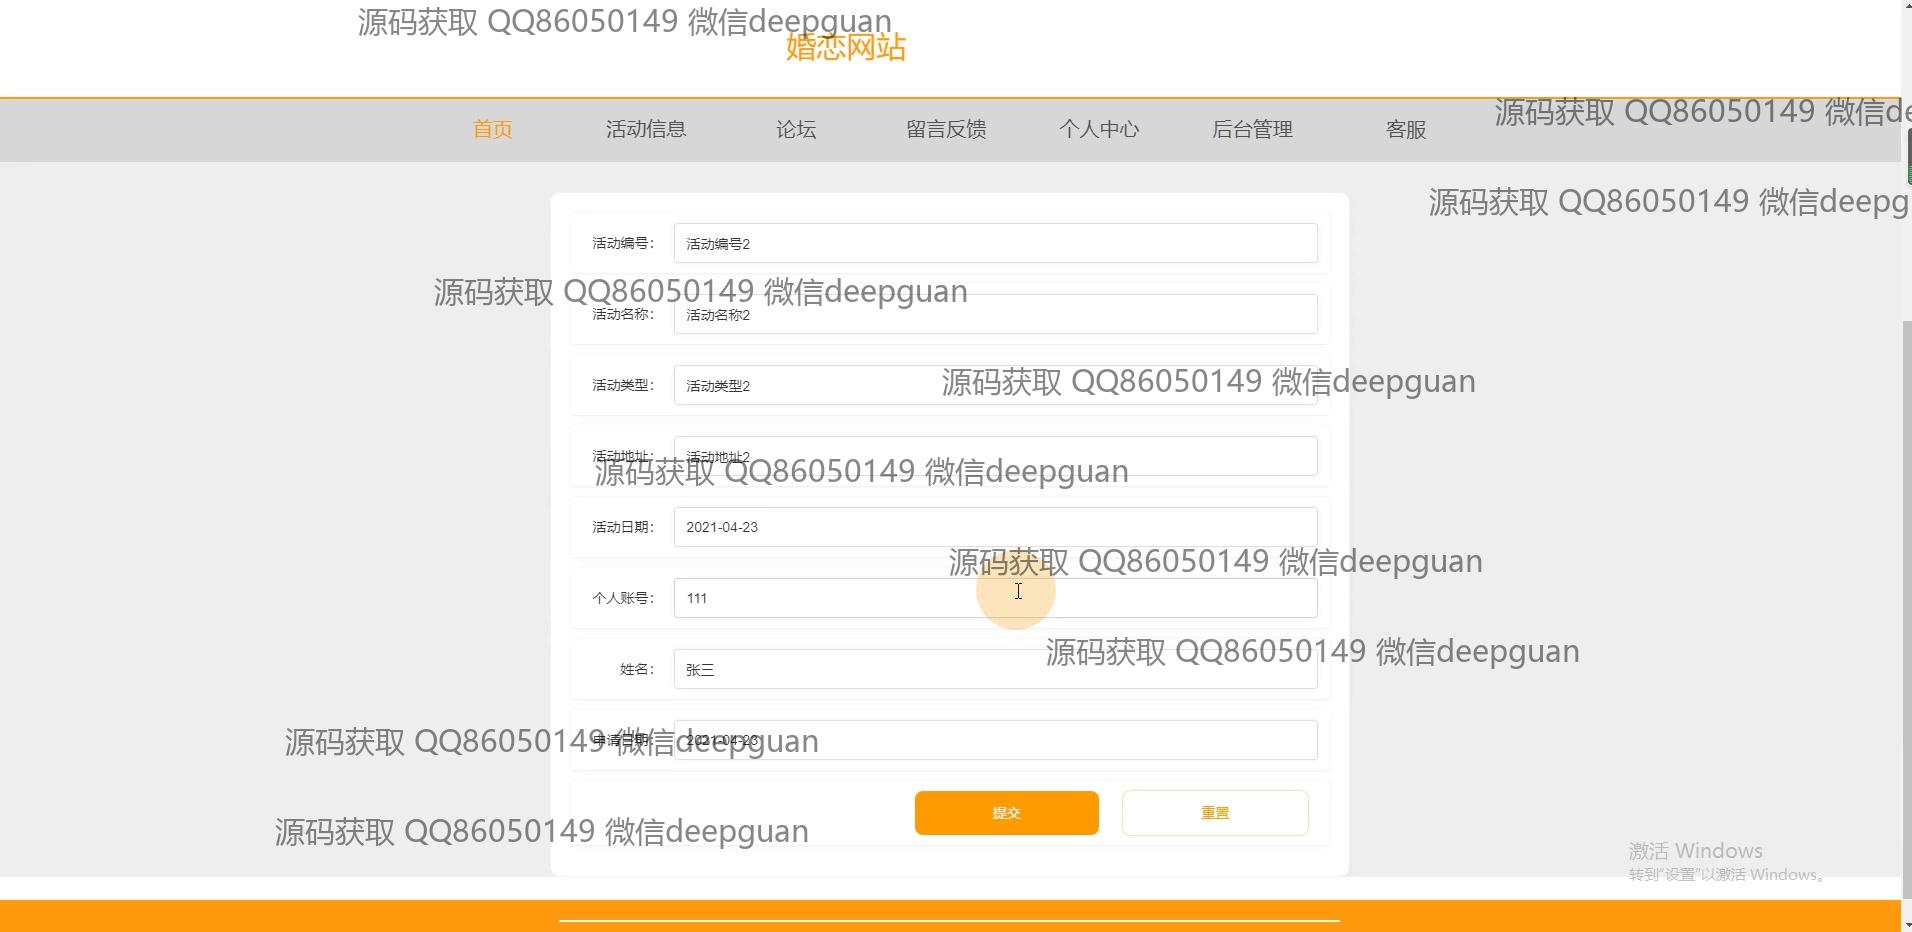 源码获取 QQ86050149 微信deepguan
婚恋网站
首页 活动信息 论坛 留言反馈 个人中心 后台管理 客服
源码获取 QQ86050149 微信de
源码获取 QQ86050149 微信deepg
活动编号： 活动编号2
源码获取 QQ86050149 微信deepguan
活动名称： 活动名称2
活动类型： 活动类型2
源码获取 QQ86050149 微信deepguan
活动地址： 活动地址2
源码获取 QQ86050149 微信deepguan
活动日期： 2021-04-23
源码获取 QQ86050149 微信deepguan
个人账号： 111
源码获取 QQ86050149 微信deepguan
姓名： 张三
源码获取 QQ86050149 微信deepguan
申请日期： 2021-04-23
提交 重置
源码获取 QQ86050149 微信deepguan
激活 Windows
转到“设置”以激活 Windows。